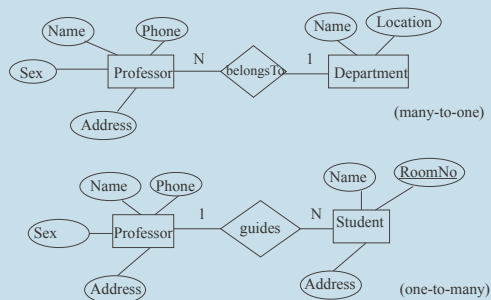 Name
Phone
Name
Location
Sex
Professor
N
belongsTo
1
Department
Address
(many-to-one)
Name
Phone
Name
RoomNo
Sex
Professor
1
guides
N
Student
Address
Address
(one-to-many)